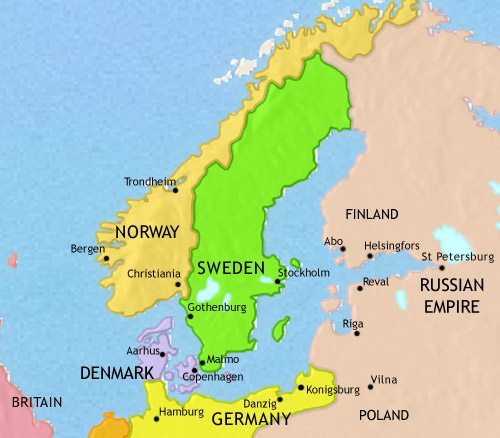 Trondheim
FINLAND
NORWAY
Bergen
Abo
Helsingfors
St Petersburg
SWEDEN
Stockholm
Christiania
Reval
RUSSIAN
EMPIRE
Gothenburg
Riga
Aarhus
Malmo
DENMARK
Copenhagen
Vilna
Konigsburg
BRITAIN
Danzig
Hamburg
GERMANY
POLAND